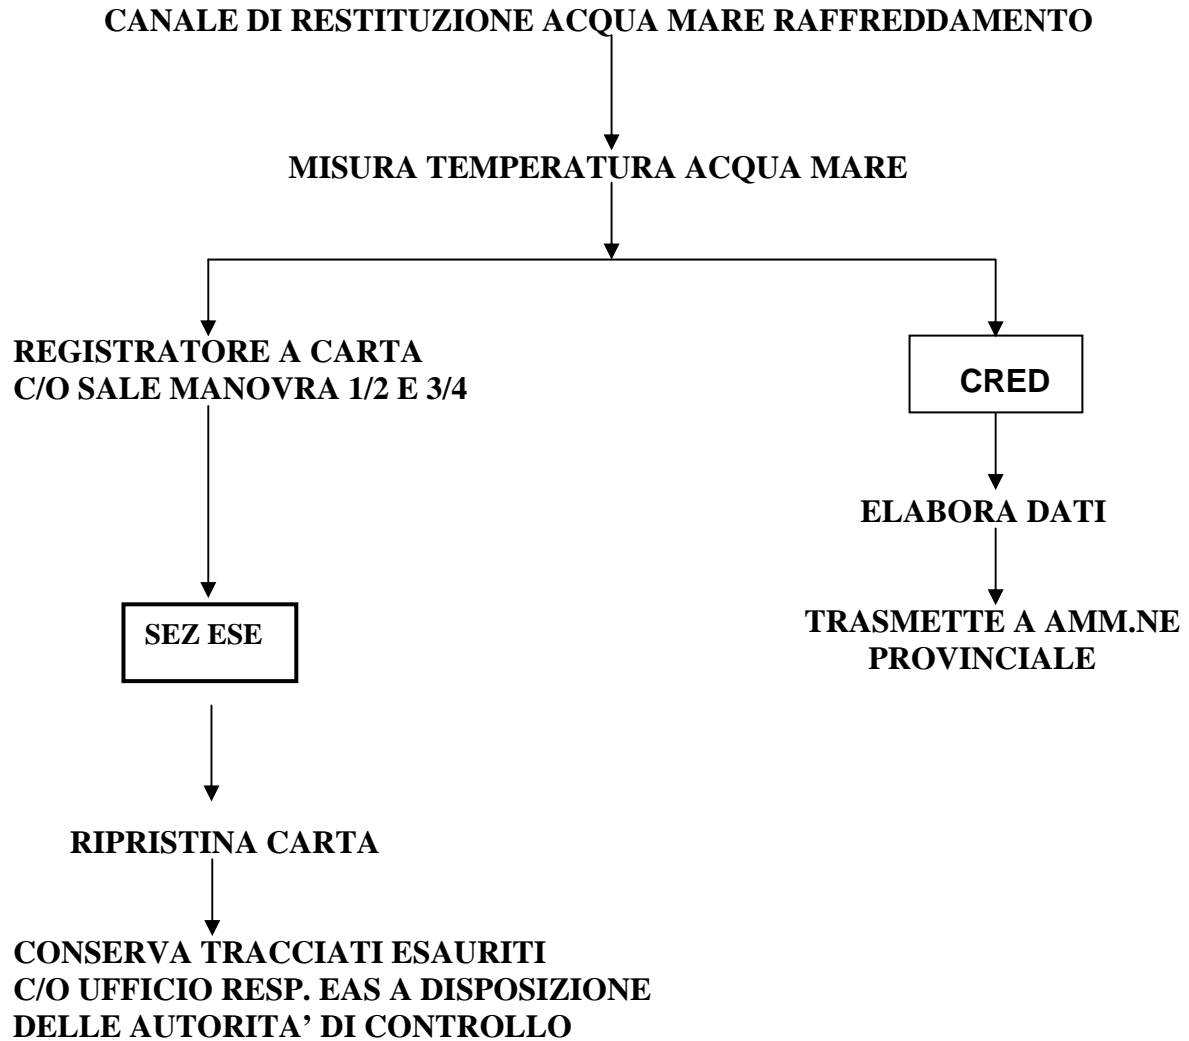 CANALE DI RESTITUZIONE ACQUA MARE RAFFREDDAMENTO
MISURA TEMPERATURA ACQUA MARE
REGISTRATORE A CARTA
C/O SALE MANOVRA 1/2 E 3/4
CRED
ELABORA DATI
TRASMETTE A AMM.NE
PROVINCIALE
SEZ ESE
RIPRISTINA CARTA
CONSERVA TRACCIATI ESAURITI
C/O UFFICIO RESP. EAS A DISPOSIZIONE
DELLE AUTORITA’ DI CONTROLLO